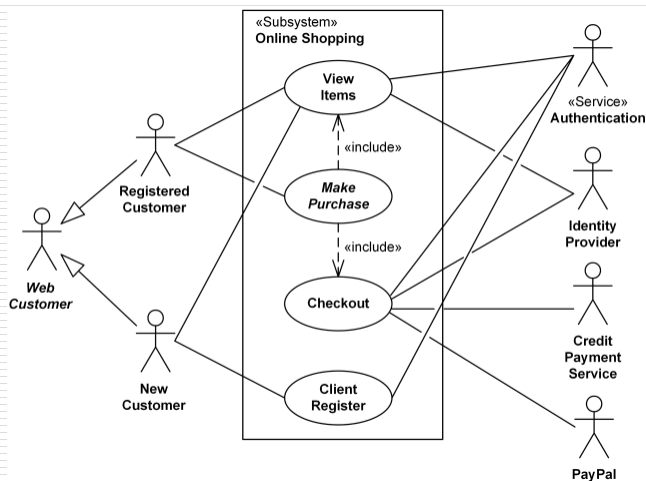 «Subsystem»
Online Shopping
View
Items
«include»
Make
Purchase
«include»
Checkout
Client
Register
Registered
Customer
Web
Customer
New
Customer
«Service»
Authentication
Identity
Provider
Credit
Payment
Service
PayPal